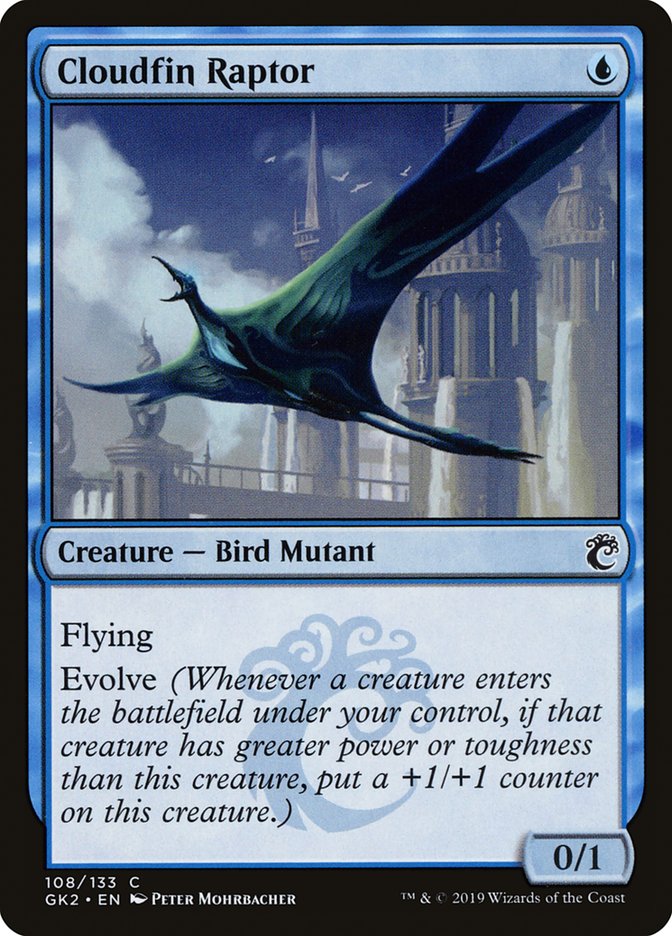 Cloudfin Raptor
Creature — Bird Mutant
Flying
Evolve (Whenever a creature enters
the battlefield under your control, if that
creature has greater power or toughness
than this creature, put a +1/+1 counter
on this creature.)
0/1
108/133 C
GK2 • EN Peter Mohrbacher
™ & © 2019 Wizards of the Coast